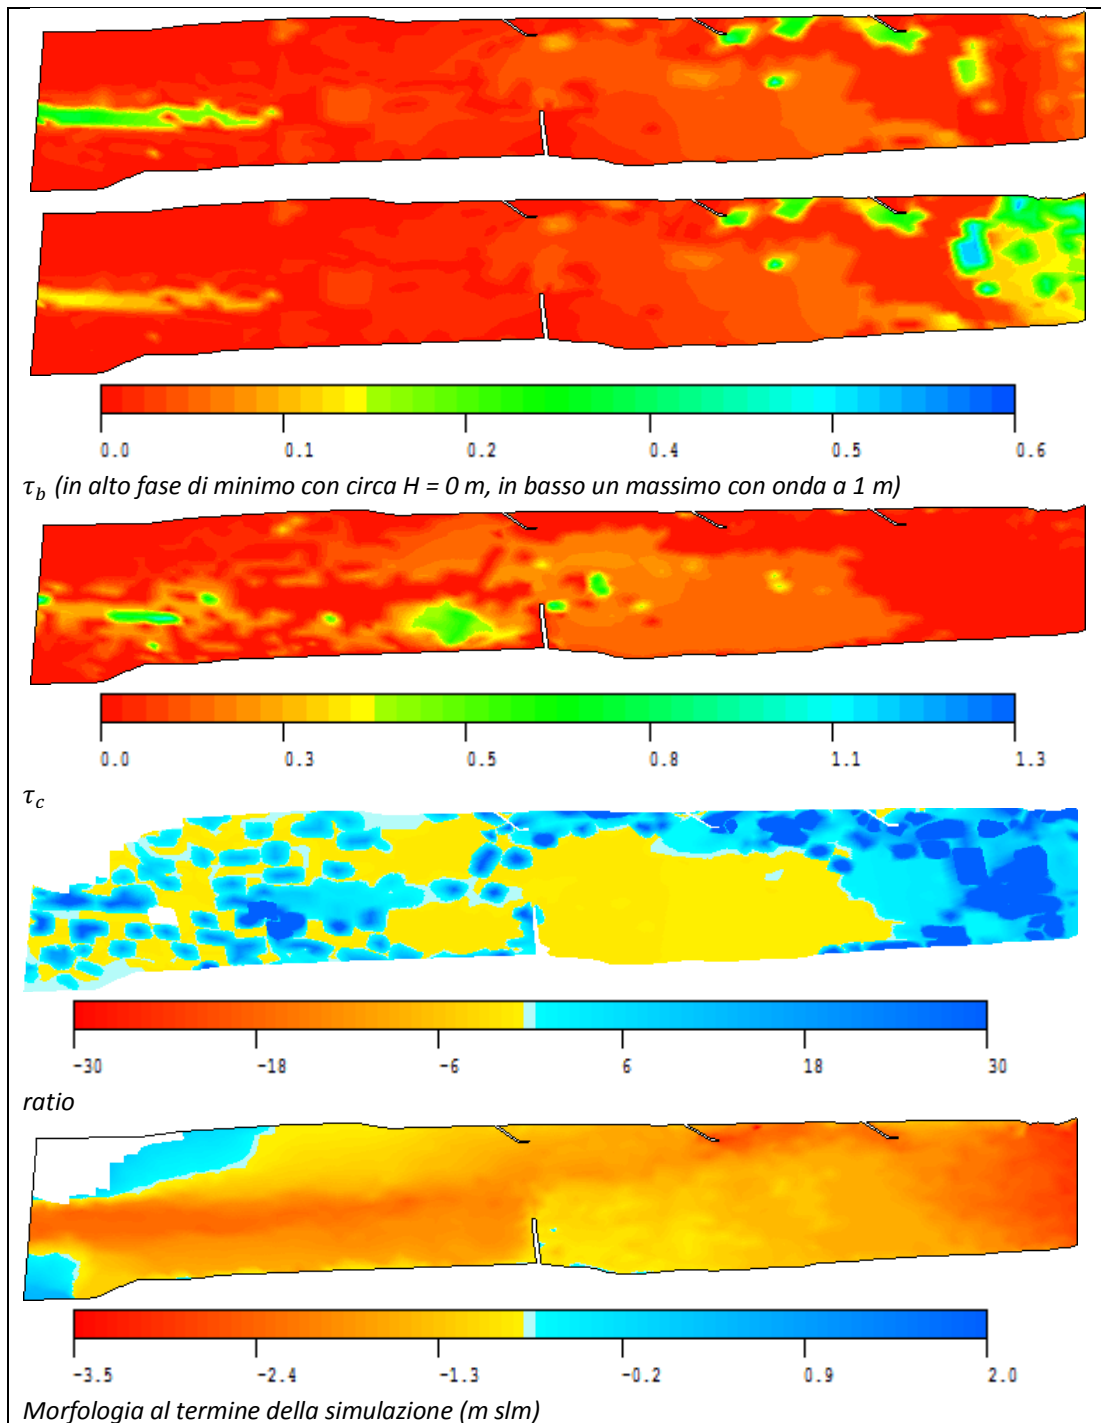 0.0 0.1 0.2 0.4 0.5 0.6
τ_b (in alto fase di minimo con circa H = 0 m, in basso un massimo con onda a 1 m)
0.0 0.3 0.5 0.8 1.1 1.3
τ_c
-30 -18 -6 6 18 30
ratio
-3.5 -2.4 -1.3 -0.2 0.9 2.0
Morfologia al termine della simulazione (m slm)